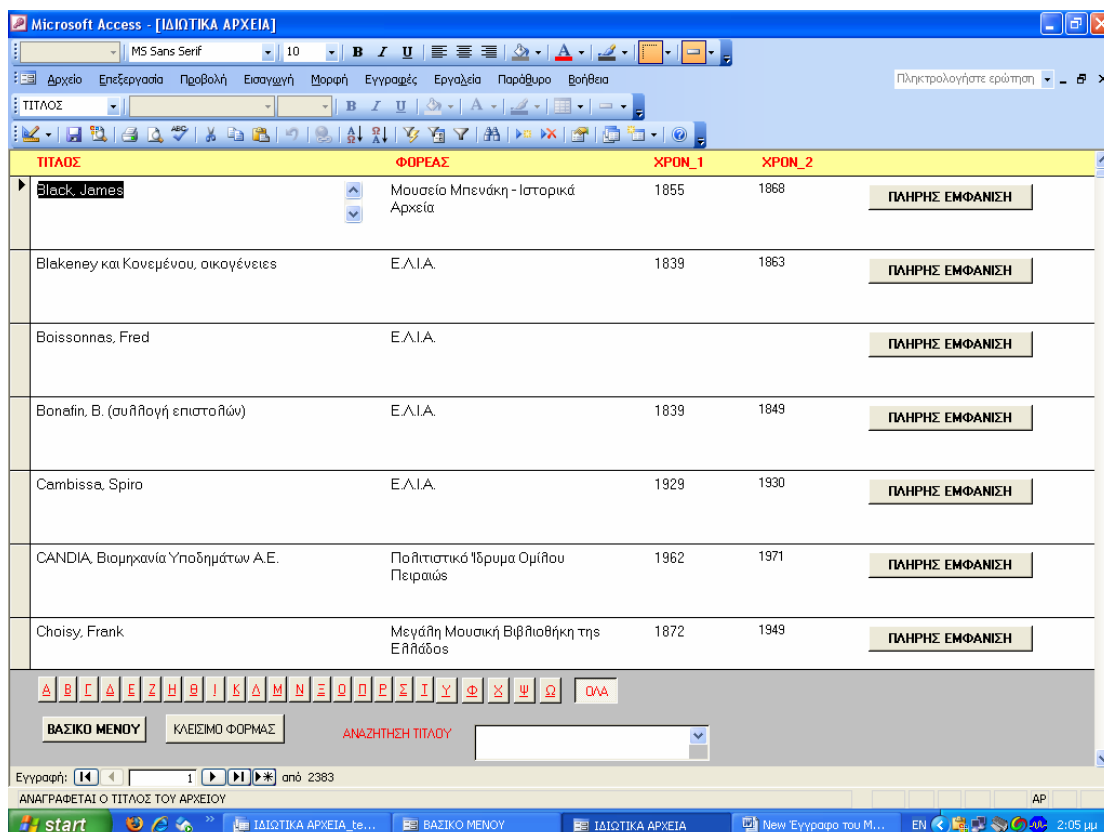 Microsoft Access - [ΙΔΙΩΤΙΚΑ ΑΡΧΕΙΑ]
MS Sans Serif 10 B I U A
Αρχείο Επεξεργασία Προβολή Εισαγωγή Μορφή Εγγραφές Εργαλεία Παράθυρο Βοήθεια Πληκτρολογήστε ερώτηση
ΤΙΤΛΟΣ B I U A
ΤΙΤΛΟΣ ΦΟΡΕΑΣ ΧΡΟΝ_1 ΧΡΟΝ_2
Black, James Μουσείο Μπενάκη - Ιστορικά 1855 1868 ΠΛΗΡΗΣ ΕΜΦΑΝΙΣΗ
Αρχεία
Blakeney και Κονεμένου, οικογένειες Ε.Λ.Ι.Α. 1839 1863 ΠΛΗΡΗΣ ΕΜΦΑΝΙΣΗ
Boissonnas, Fred Ε.Λ.Ι.Α. ΠΛΗΡΗΣ ΕΜΦΑΝΙΣΗ
Bonafin, B. (συλλογή επιστολών) Ε.Λ.Ι.Α. 1839 1849 ΠΛΗΡΗΣ ΕΜΦΑΝΙΣΗ
Cambissa, Spiro Ε.Λ.Ι.Α. 1929 1930 ΠΛΗΡΗΣ ΕΜΦΑΝΙΣΗ
CANDIA, Βιομηχανία Υποδημάτων Α.Ε. Πολιτιστικό Ίδρυμα Ομίλου 1962 1971 ΠΛΗΡΗΣ ΕΜΦΑΝΙΣΗ
Πειραιώς
Choisy, Frank Μεγάλη Μουσική Βιβλιοθήκη της 1872 1949 ΠΛΗΡΗΣ ΕΜΦΑΝΙΣΗ
Ελλάδος
Α Β Γ Δ Ε Ζ Η Θ Ι Κ Λ Μ Ν Ξ Ο Π Ρ Σ Τ Υ Φ Χ Ψ Ω ΟΛΑ
ΒΑΣΙΚΟ ΜΕΝΟΥ ΚΛΕΙΣΙΜΟ ΦΟΡΜΑΣ ΑΝΑΖΗΤΗΣΗ ΤΙΤΛΟΥ
Εγγραφή: 1 από 2383
ΑΝΑΓΡΑΦΕΤΑΙ Ο ΤΙΤΛΟΣ ΤΟΥ ΑΡΧΕΙΟΥ AP
start ΙΔΙΩΤΙΚΑ ΑΡΧΕΙΑ_te... ΒΑΣΙΚΟ ΜΕΝΟΥ ΙΔΙΩΤΙΚΑ ΑΡΧΕΙΑ New Έγγραφο του M... EN 2:05 μμ